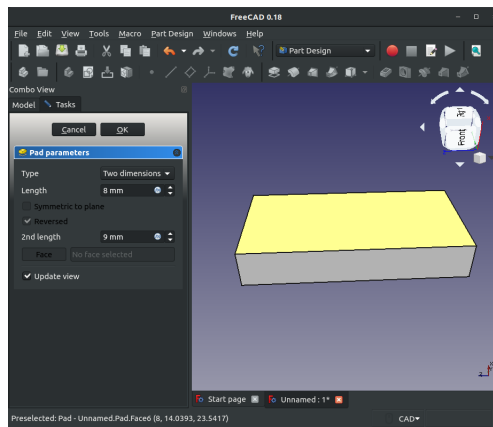 FreeCAD 0.18
File Edit View Tools Macro Part Design Windows Help
Part Design
Combo View
Model Tasks
Cancel OK
Pad parameters
Type Two dimensions
Length 8 mm
Symmetric to plane
Reversed
2nd length 9 mm
Face No face selected
Update view
Front
Start page Unnamed : 1*
Preselected: Pad - Unnamed.Pad.Face6 (8, 14.0393, 23.5417) CAD